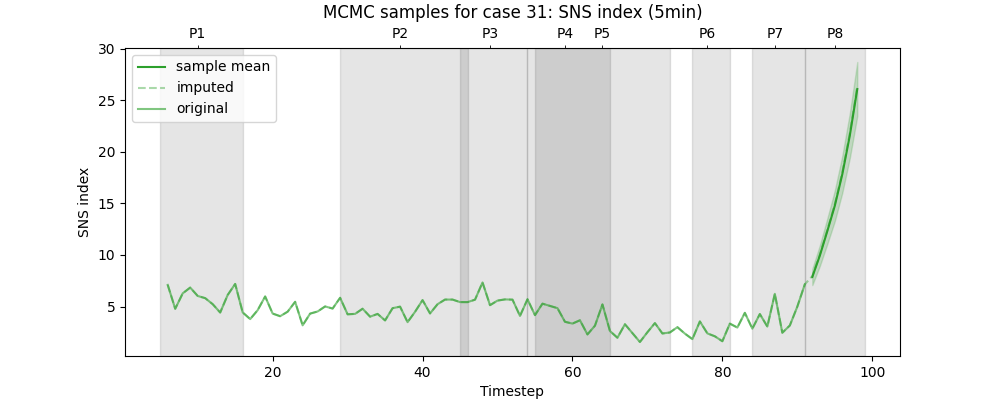 MCMC samples for case 31: SNS index (5min)
P1 P2 P3 P4 P5 P6 P7 P8
sample mean
imputed
original
30
25
20
15
10
5
SNS index
20 40 60 80 100
Timestep